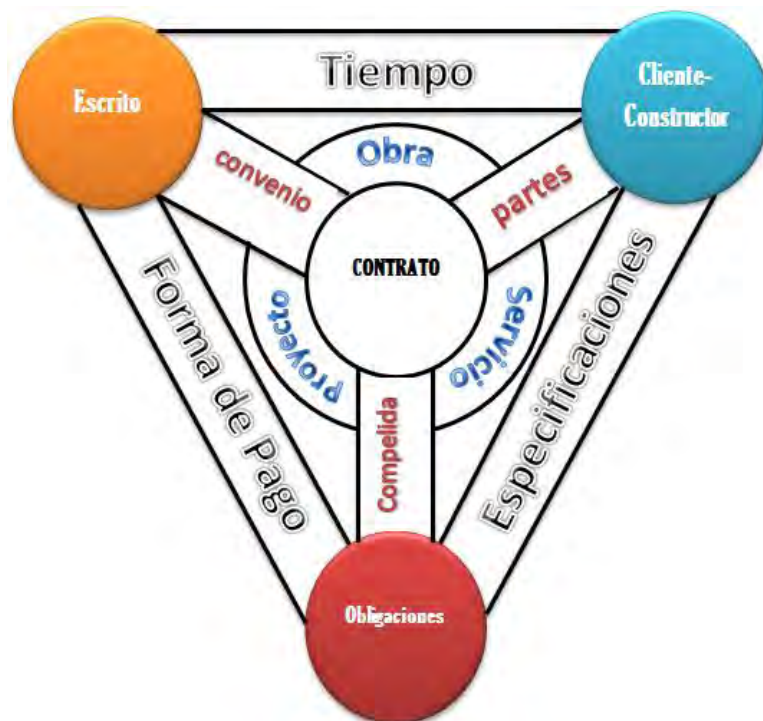 Tiempo
Escrito
Cliente-
Constructor
Obra
convenio
partes
CONTRATO
Proyecto
Servicio
Forma de Pago
Especificaciones
Compelida
Obligaciones